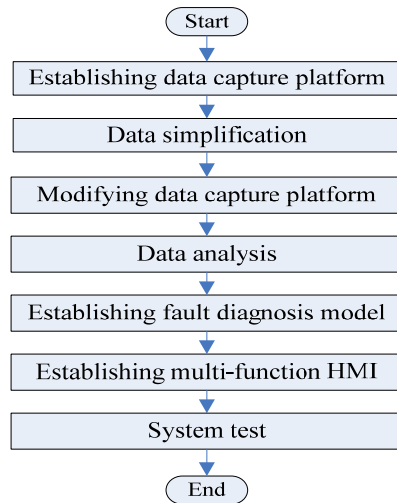 Start
Establishing data capture platform
Data simplification
Modifying data capture platform
Data analysis
Establishing fault diagnosis model
Establishing multi-function HMI
System test
End